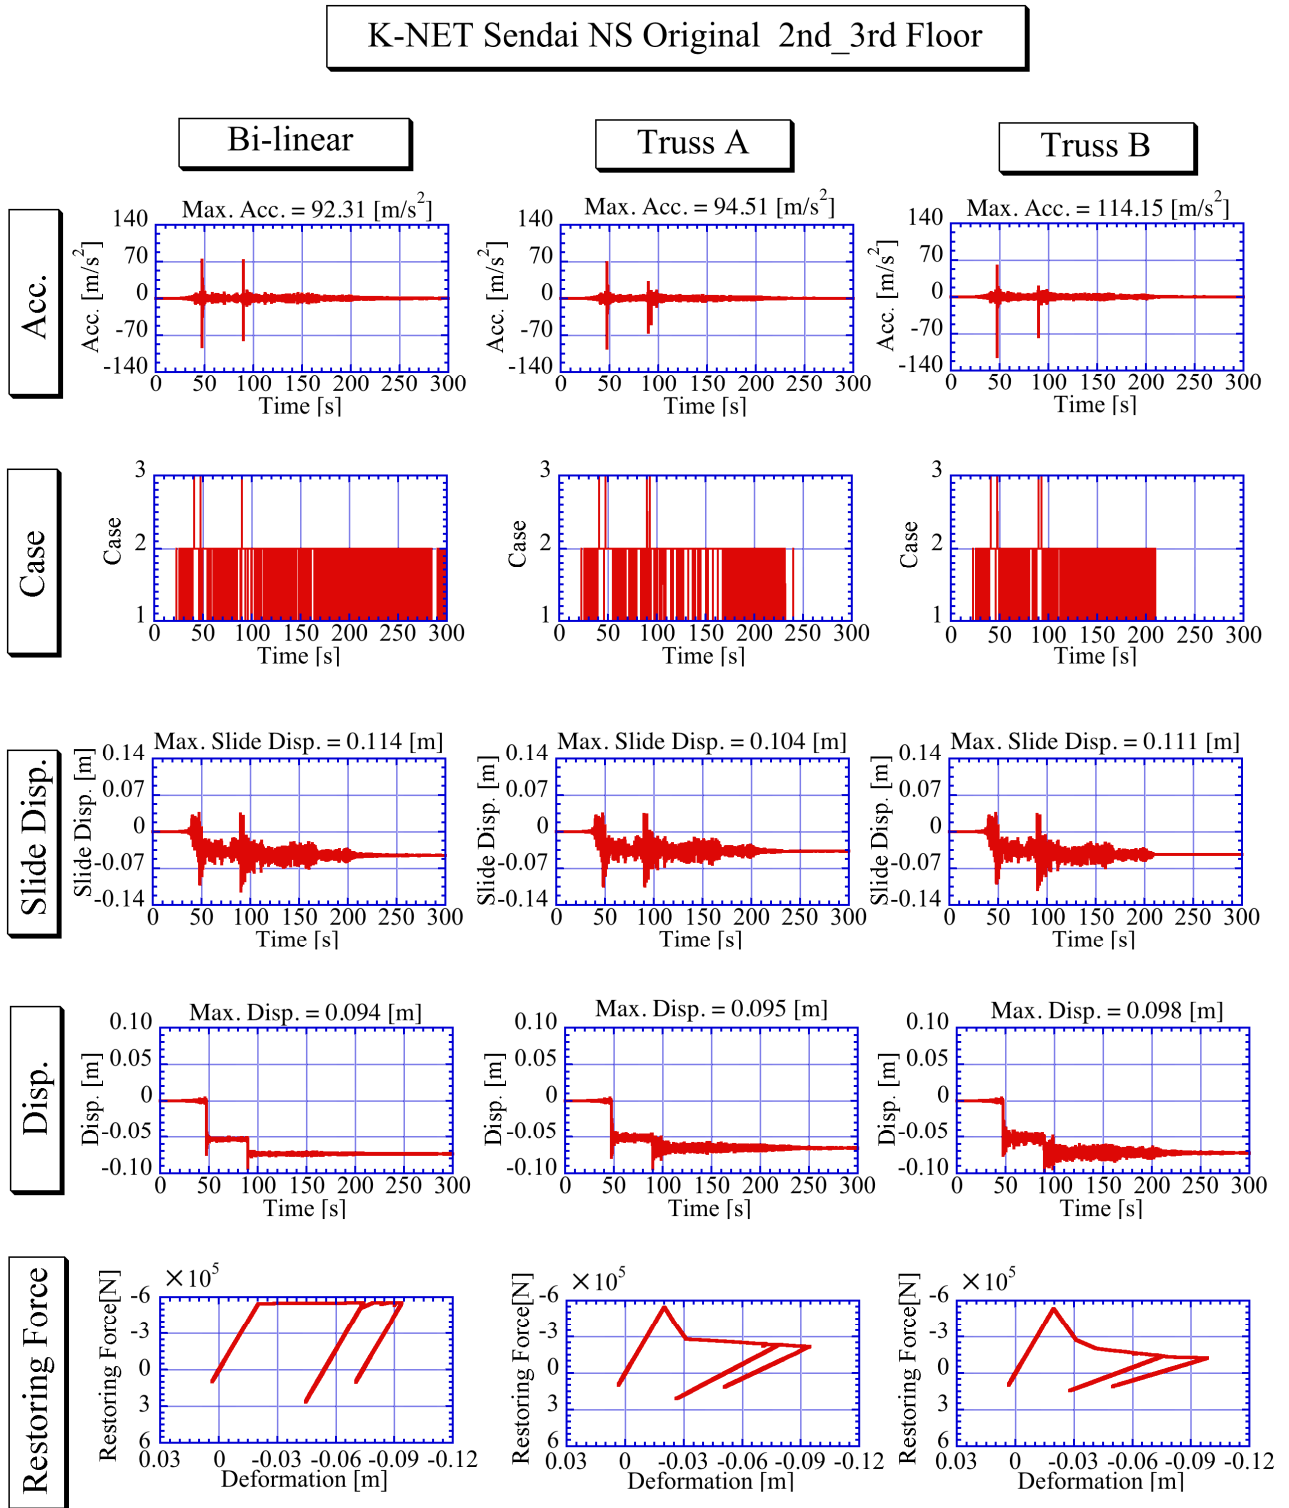 K-NET Sendai NS Original 2nd_3rd Floor
Bi-linear
Truss A
Truss B
Acc.
Max. Acc. = 92.31 [m/s²]
Acc. [m/s²]
140
70
0
-70
-140
0 50 100 150 200 250 300
Time [s]
Max. Acc. = 94.51 [m/s²]
Acc. [m/s²]
140
70
0
-70
-140
0 50 100 150 200 250 300
Time [s]
Max. Acc. = 114.15 [m/s²]
Acc. [m/s²]
140
70
0
-70
-140
0 50 100 150 200 250 300
Time [s]
Case
Case
3
2
1
0 50 100 150 200 250 300
Time [s]
Case
3
2
1
0 50 100 150 200 250 300
Time [s]
Case
3
2
1
0 50 100 150 200 250 300
Time [s]
Slide Disp.
Max. Slide Disp. = 0.114 [m]
Slide Disp. [m]
0.14
0.07
0
-0.07
-0.14
0 50 100 150 200 250 300
Time [s]
Max. Slide Disp. = 0.104 [m]
Slide Disp. [m]
0.14
0.07
0
-0.07
-0.14
0 50 100 150 200 250 300
Time [s]
Max. Slide Disp. = 0.111 [m]
Slide Disp. [m]
0.14
0.07
0
-0.07
-0.14
0 50 100 150 200 250 300
Time [s]
Disp.
Max. Disp. = 0.094 [m]
Disp. [m]
0.10
0.05
0
-0.05
-0.10
0 50 100 150 200 250 300
Time [s]
Max. Disp. = 0.095 [m]
Disp. [m]
0.10
0.05
0
-0.05
-0.10
0 50 100 150 200 250 300
Time [s]
Max. Disp. = 0.098 [m]
Disp. [m]
0.10
0.05
0
-0.05
-0.10
0 50 100 150 200 250 300
Time [s]
Restoring Force
×10⁵
Restoring Force[N]
-6
-3
0
3
6
0.03 0 -0.03 -0.06 -0.09 -0.12
Deformation [m]
×10⁵
Restoring Force[N]
-6
-3
0
3
6
0.03 0 -0.03 -0.06 -0.09 -0.12
Deformation [m]
×10⁵
Restoring Force[N]
-6
-3
0
3
6
0.03 0 -0.03 -0.06 -0.09 -0.12
Deformation [m]